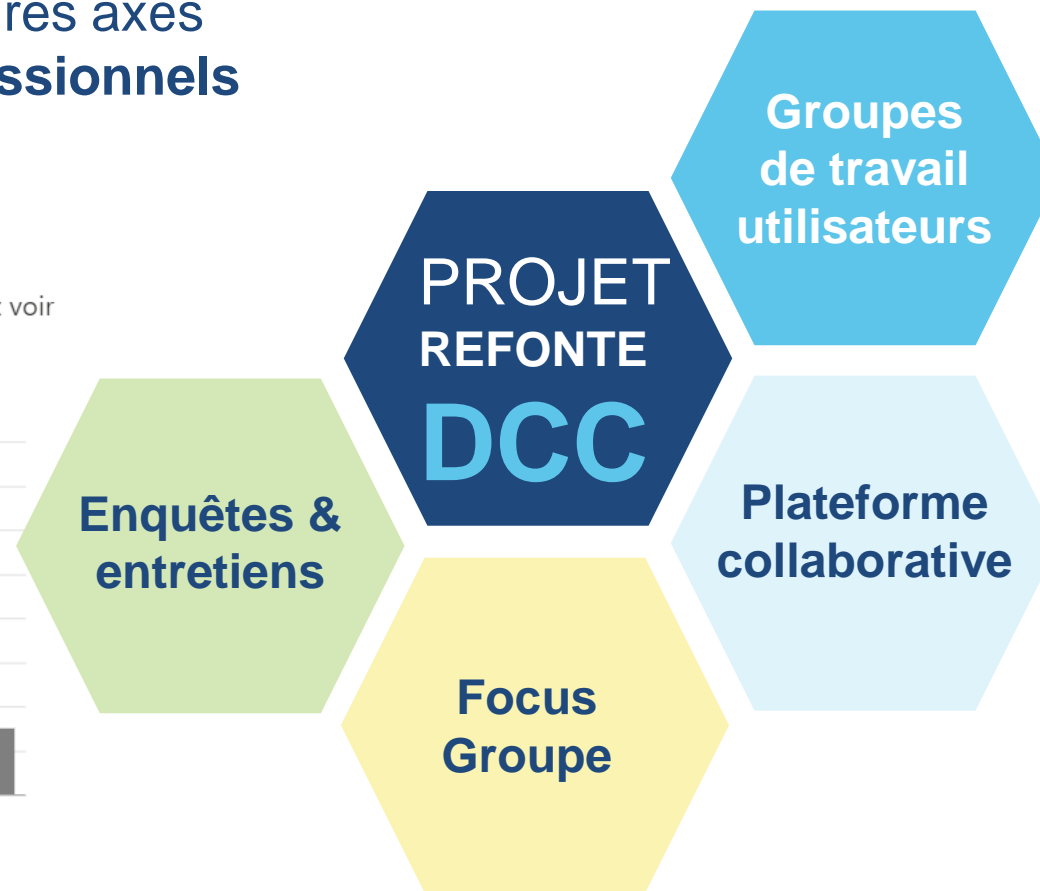 res axes
ssionnels
voir
Groupes
de travail
utilisateurs
PROJET
REFONTE
DCC
Enquêtes &
entretiens
Plateforme
collaborative
Focus
Groupe